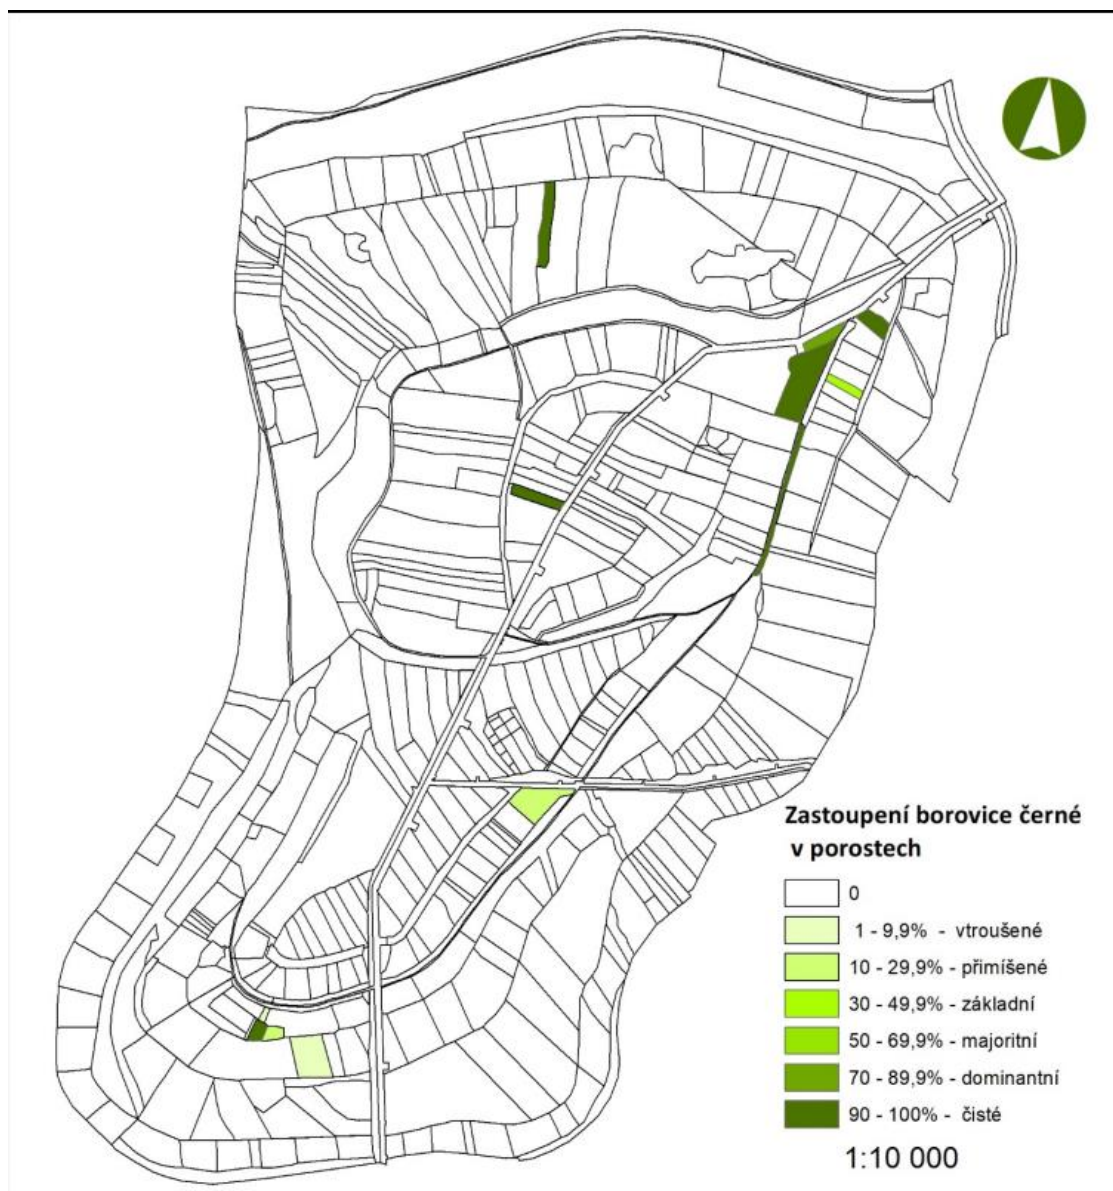 Zastoupení borovice černé
v porostech
0
1 - 9,9% - vtroušené
10 - 29,9% - přimíšené
30 - 49,9% - základní
50 - 69,9% - majoritní
70 - 89,9% - dominantní
90 - 100% - čisté
1:10 000